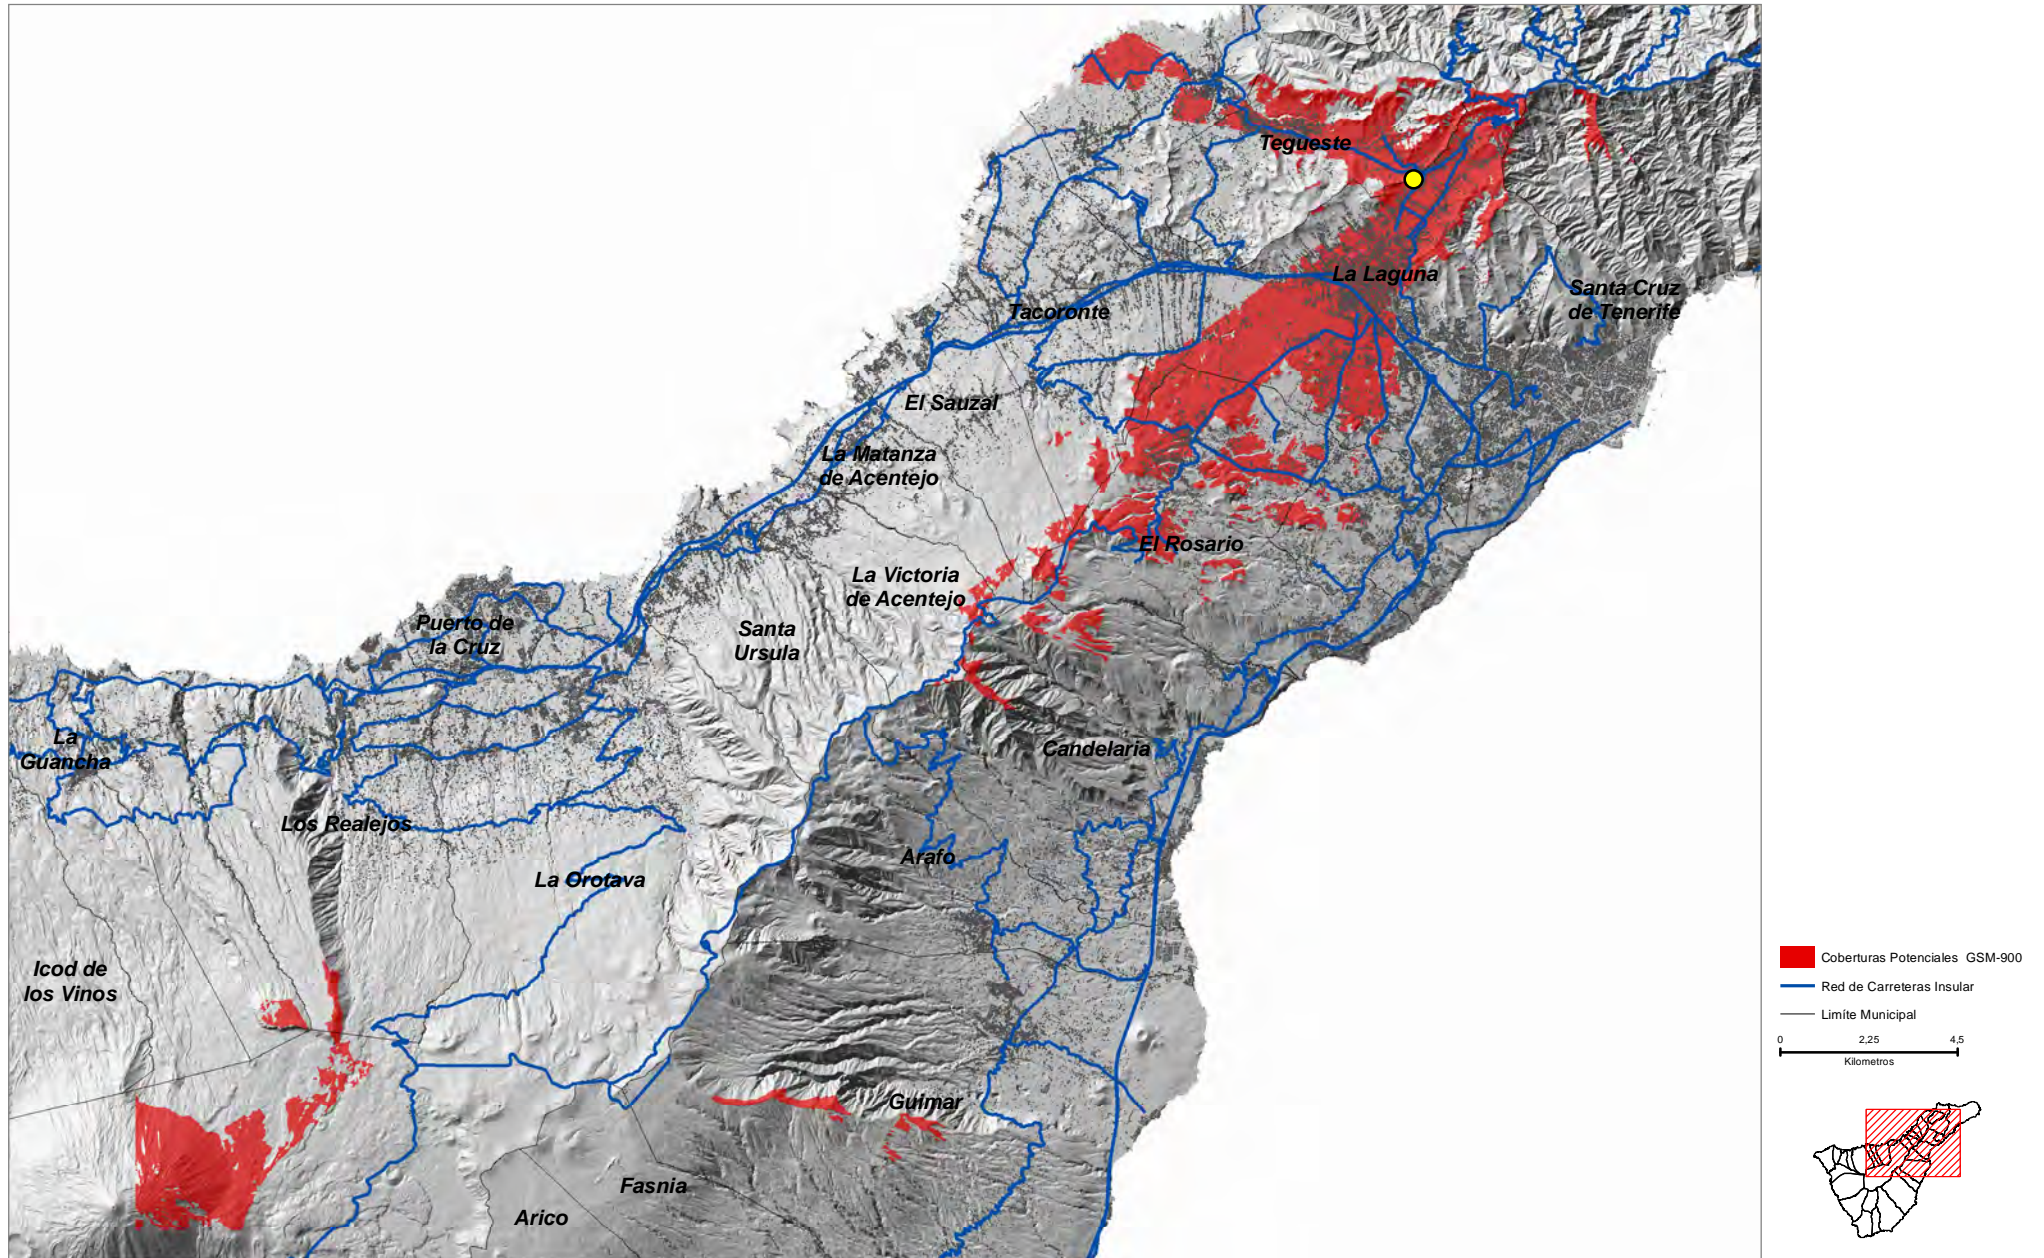 Tegueste
La Laguna
Santa Cruz
de Tenerife
Tacoronte
El Sauzal
La Matanza
de Acentejo
El Rosario
La Victoria
de Acentejo
Puerto de
la Cruz
Santa
Ursula
La
Guancha
Candelaria
Los Realejos
Arafo
La Orotava
Icod de
los Vinos
Guimar
Fasnia
Arico
Coberturas Potenciales GSM-900
Red de Carreteras Insular
Limíte Municipal
0 2,25 4,5
Kilometros